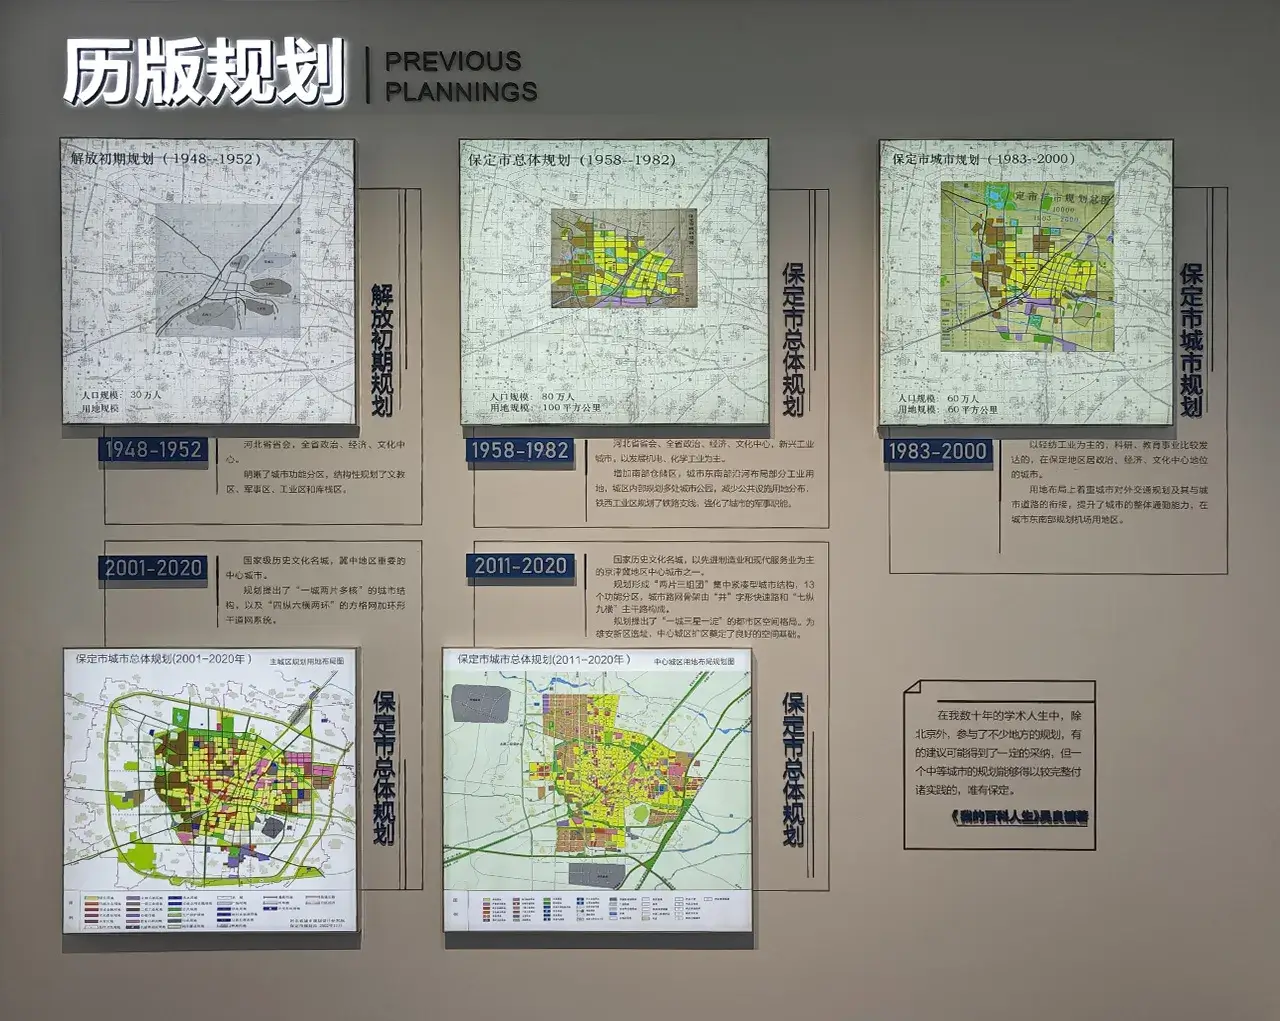 历版规划
PREVIOUS
PLANNINGS
解放初期规划（1948--1952）
人口规模： 30万人
用地规模
解放初期规划
1948-1952
河北省省会，全省政治、经济、文化中
心。
明晰了城市功能分区，结构性规划了文教
区、军事区、工业区和库栈区。
保定市总体规划（1958--1982）
人口规模： 80万人
用地规模：100平方公里
保定市总体规划
1958-1982
河北省省会、全省政治、经济、文化中心，新兴工业
城市，以发展机电、化学工业为主。
增加南部仓储区，城市东南部沿河布局部分工业用
地，城区内部规划多处城市公园，减少公共设施用地分布，
铁西工业区规划了铁路支线，强化了城市的军事职能。
保定市城市规划（1983--2000）
人口规模： 60万人
用地规模： 60平方公里
保定市城市规划
1983-2000
以轻纺工业为主的，科研、教育事业比较发
达的，在保定地区居政治、经济、文化中心地位
的城市。
用地布局上着重城市对外交通规划及其与城
市道路的衔接，提升了城市的整体通勤能力，在
城市东南部规划机场用地区。
2001-2020
国家级历史文化名城，冀中地区重要的
中心城市。
规划提出了“一城两片多核”的城市结
构，以及“四纵六横两环”的方格网加环形
干道网系统。
保定市城市总体规划(2001-2020年）
主城区规划用地布局图
保定市总体规划
2011-2020
国家历史文化名城，以先进制造业和现代服务业为主
的京津冀地区中心城市之一。
规划形成“两片三组团”集中紧凑型城市结构，13
个功能分区，城市路网骨架由“井”字形快速路和“七纵
九横”主干路构成。
规划提出了“一城三星一淀”的都市区空间格局。为
雄安新区选址，中心城区扩区奠定了良好的空间基础。
保定市城市总体规划(2011-2020年）
中心城区用地布局规划图
保定市总体规划
在我数十年的学术人生中，除
北京外，参与了不少地方的规划，有
的建议可能得到了一定的采纳，但一
个中等城市的规划能够得以较完整付
诸实践的，唯有保定。
《我的百科人生》吴良镛著